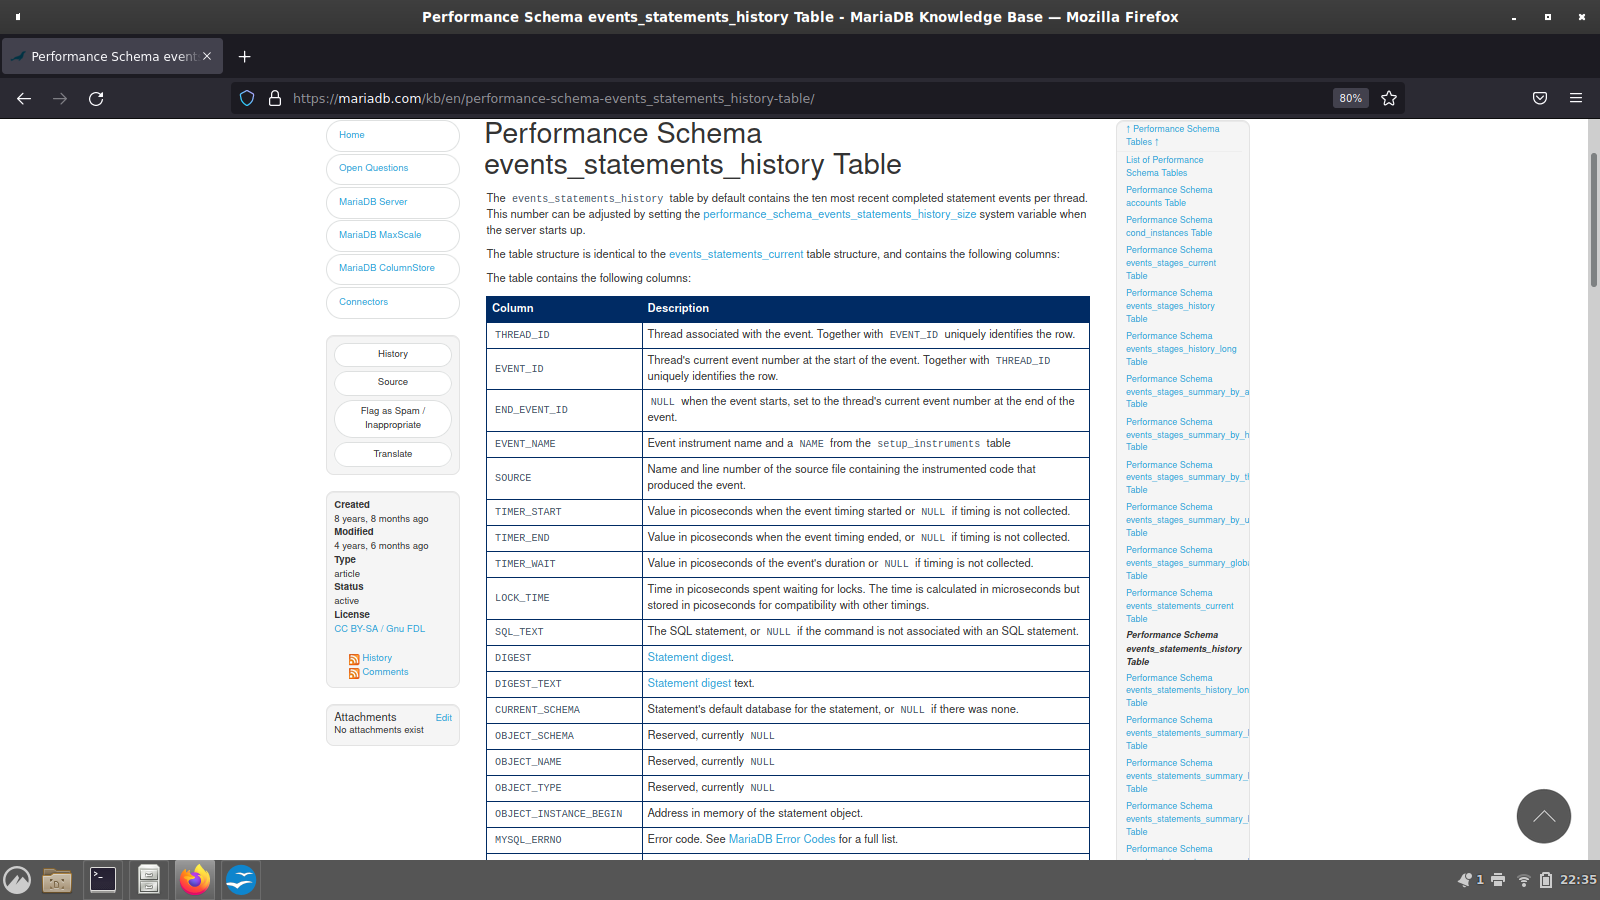 Performance Schema events_statements_history Table - MariaDB Knowledge Base — Mozilla Firefox
Performance Schema event
https://mariadb.com/kb/en/performance-schema-events_statements_history-table/
80%
Home
Open Questions
MariaDB Server
MariaDB MaxScale
MariaDB ColumnStore
Connectors
History
Source
Flag as Spam /
Inappropriate
Translate
Created
8 years, 8 months ago
Modified
4 years, 6 months ago
Type
article
Status
active
License
CC BY-SA / Gnu FDL
History
Comments
Attachments Edit
No attachments exist
Performance Schema
events_statements_history Table
The events_statements_history table by default contains the ten most recent completed statement events per thread.
This number can be adjusted by setting the performance_schema_events_statements_history_size system variable when
the server starts up.
The table structure is identical to the events_statements_current table structure, and contains the following columns:
The table contains the following columns:
Column Description
THREAD_ID Thread associated with the event. Together with EVENT_ID uniquely identifies the row.
EVENT_ID Thread's current event number at the start of the event. Together with THREAD_ID
uniquely identifies the row.
END_EVENT_ID NULL when the event starts, set to the thread's current event number at the end of the
event.
EVENT_NAME Event instrument name and a NAME from the setup_instruments table
SOURCE Name and line number of the source file containing the instrumented code that
produced the event.
TIMER_START Value in picoseconds when the event timing started or NULL if timing is not collected.
TIMER_END Value in picoseconds when the event timing ended, or NULL if timing is not collected.
TIMER_WAIT Value in picoseconds of the event's duration or NULL if timing is not collected.
LOCK_TIME Time in picoseconds spent waiting for locks. The time is calculated in microseconds but
stored in picoseconds for compatibility with other timings.
SQL_TEXT The SQL statement, or NULL if the command is not associated with an SQL statement.
DIGEST Statement digest.
DIGEST_TEXT Statement digest text.
CURRENT_SCHEMA Statement's default database for the statement, or NULL if there was none.
OBJECT_SCHEMA Reserved, currently NULL
OBJECT_NAME Reserved, currently NULL
OBJECT_TYPE Reserved, currently NULL
OBJECT_INSTANCE_BEGIN Address in memory of the statement object.
MYSQL_ERRNO Error code. See MariaDB Error Codes for a full list.
↑ Performance Schema
Tables ↑
List of Performance
Schema Tables
Performance Schema
accounts Table
Performance Schema
cond_instances Table
Performance Schema
events_stages_current
Table
Performance Schema
events_stages_history
Table
Performance Schema
events_stages_history_long
Table
Performance Schema
events_stages_summary_by_a
Table
Performance Schema
events_stages_summary_by_h
Table
Performance Schema
events_stages_summary_by_th
Table
Performance Schema
events_stages_summary_by_u
Table
Performance Schema
events_stages_summary_globa
Table
Performance Schema
events_statements_current
Table
Performance Schema
events_statements_history
Table
Performance Schema
events_statements_history_lon
Table
Performance Schema
events_statements_summary_
Table
Performance Schema
events_statements_summary_
Table
Performance Schema
events_statements_summary_
Table
Performance Schema
1
22:35